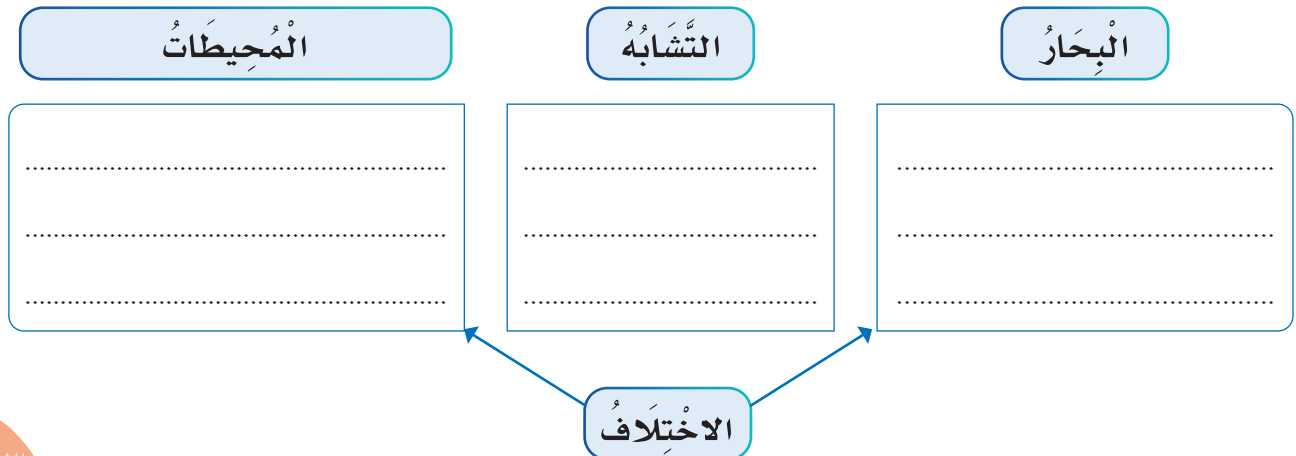 الْبِحَارُ
التَّشَابُهُ
الْمُحِيطَاتُ
الاخْتِلَافُ